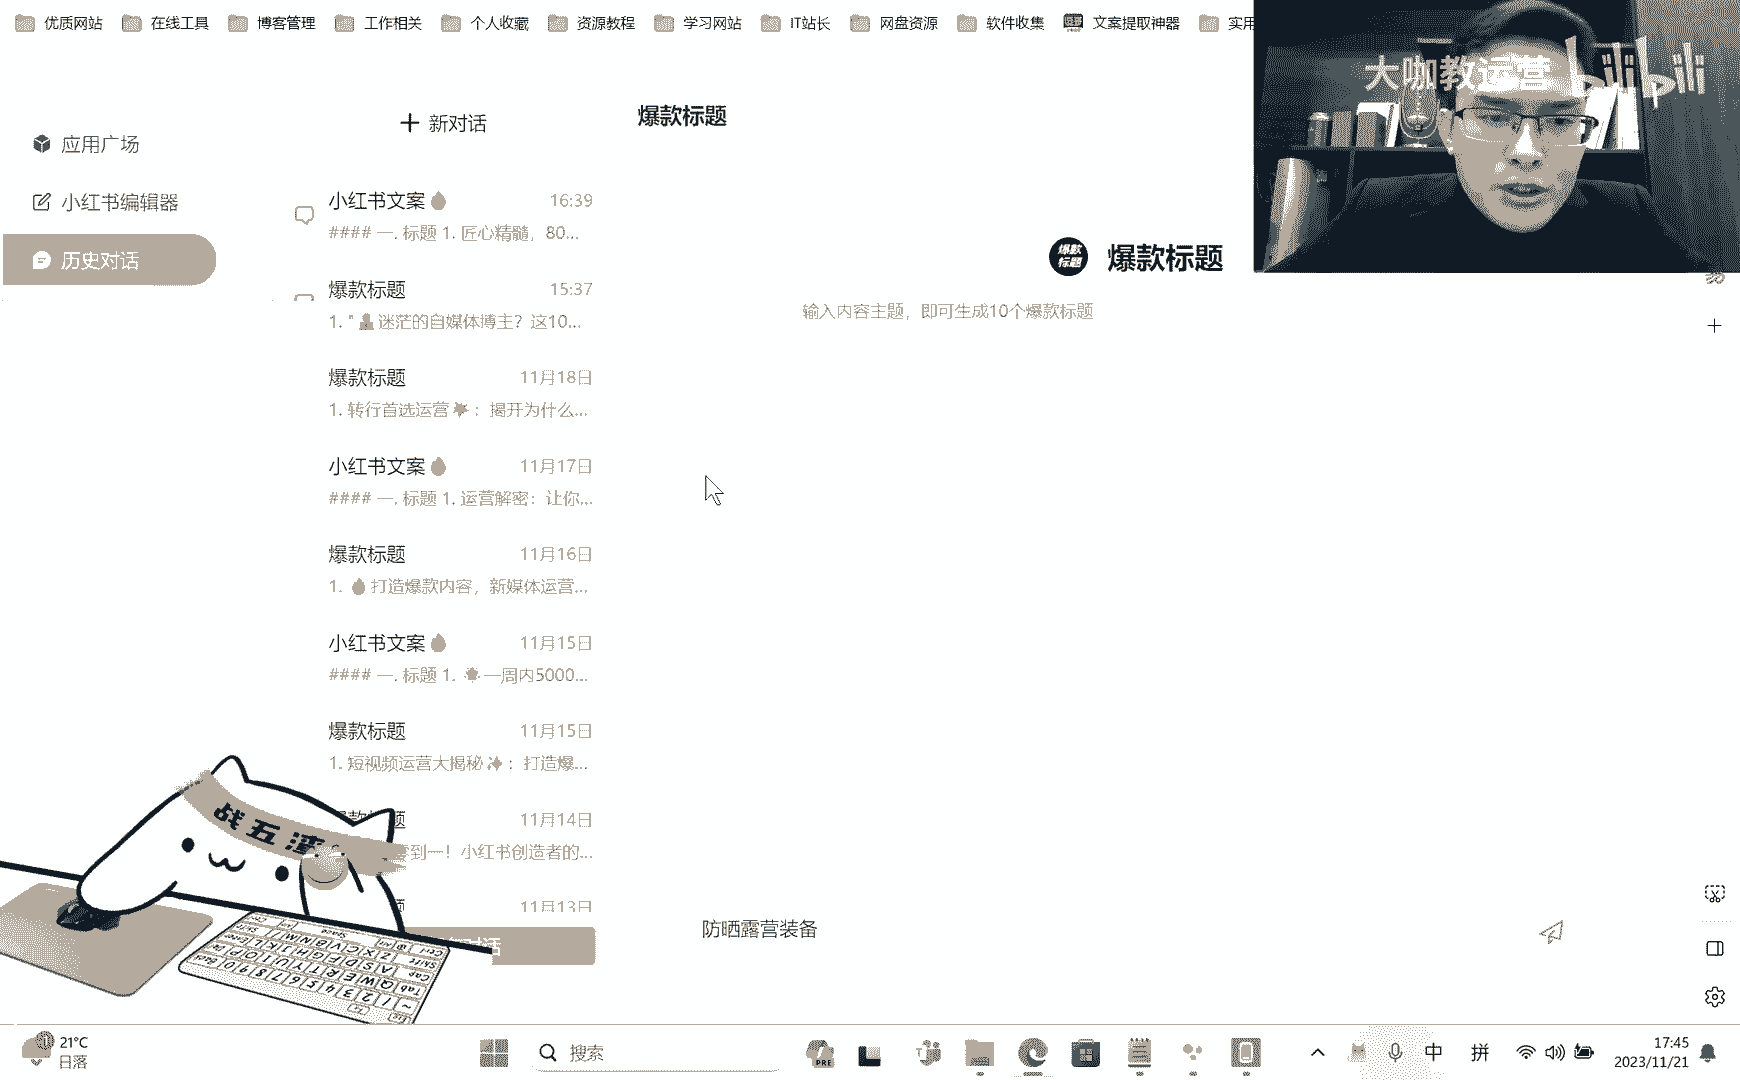 优质网站 在线工具 博客管理 工作相关 个人收藏 资源教程 学习网站 IT站长 网盘资源 软件收集 文案提取神器 实用
大咖教运营 bilibili
应用广场
小红书编辑器
历史对话
新对话
小红书文案 16:39
#### 一. 标题 1. 匠心精髓，80...
爆款标题 15:37
1. " 迷茫的自媒体博主？这10...
爆款标题 11月18日
1. 转行首选运营 ：揭开为什么...
小红书文案 11月17日
#### 一. 标题 1. 运营解密：让你...
爆款标题 11月16日
1. 打造爆款内容，新媒体运营...
小红书文案 11月15日
#### 一. 标题 1. 一周内5000...
爆款标题 11月15日
1. 短视频运营大揭秘 ：打造爆...
题 11月14日
到一！小红书创造者的...
题 11月13日
对话
战五渣
爆款标题
爆款标题
爆款标题
输入内容主题，即可生成10个爆款标题
防晒露营装备
21°C
日落
搜索
PRE
中
拼
17:45
2023/11/21